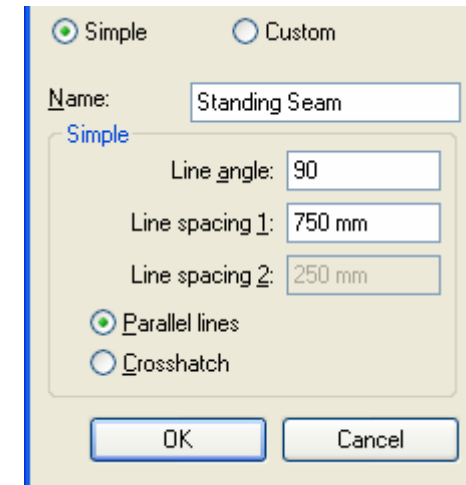 Simple Custom
Name: Standing Seam
Simple
Line angle: 90
Line spacing 1: 750 mm
Line spacing 2: 250 mm
Parallel lines
Crosshatch
OK Cancel